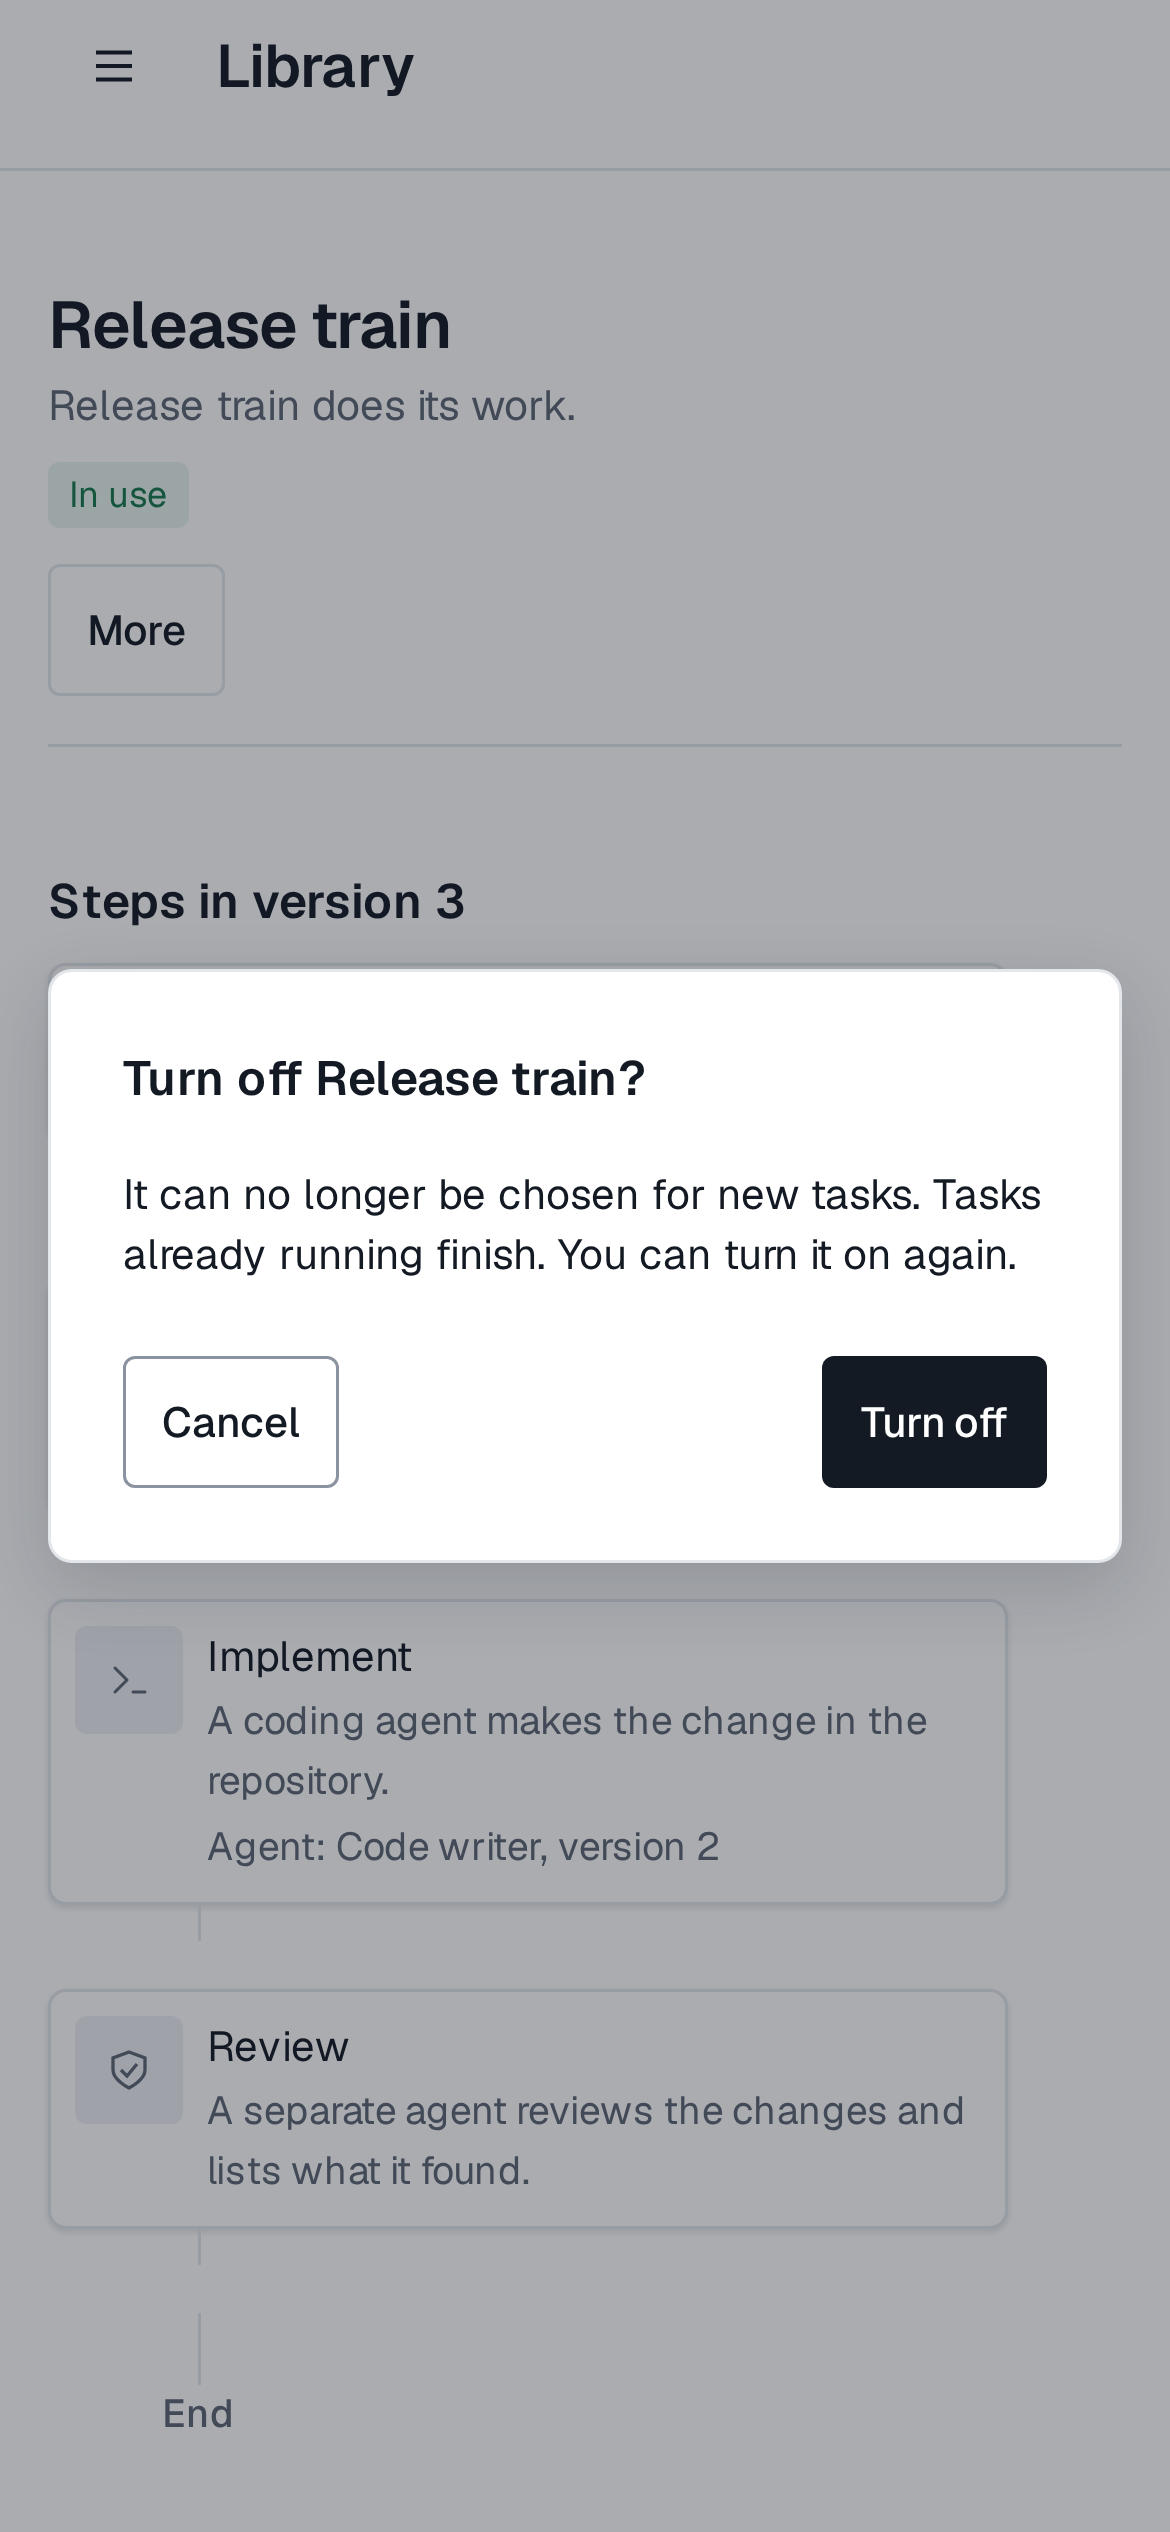 Library
Release train
Release train does its work.
In use
More
Steps in version 3
Turn off Release train?
It can no longer be chosen for new tasks. Tasks
already running finish. You can turn it on again.
Cancel
Turn off
Implement
A coding agent makes the change in the
repository.
Agent: Code writer, version 2
Review
A separate agent reviews the changes and
lists what it found.
End